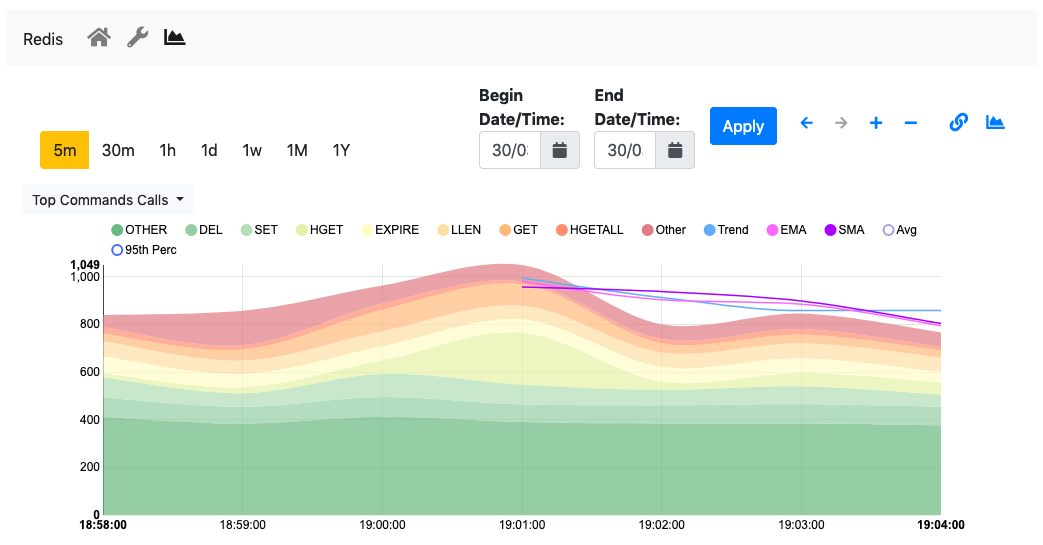 Redis
Begin Date/Time:
End Date/Time:
Apply
5m 30m 1h 1d 1w 1M 1Y
30/0
30/0
Top Commands Calls
OTHER DEL SET HGET EXPIRE LLEN GET HGETALL Other Trend EMA SMA Avg
95th Perc
1,049
1,000
800
600
400
200
0
18:58:00 18:59:00 19:00:00 19:01:00 19:02:00 19:03:00 19:04:00